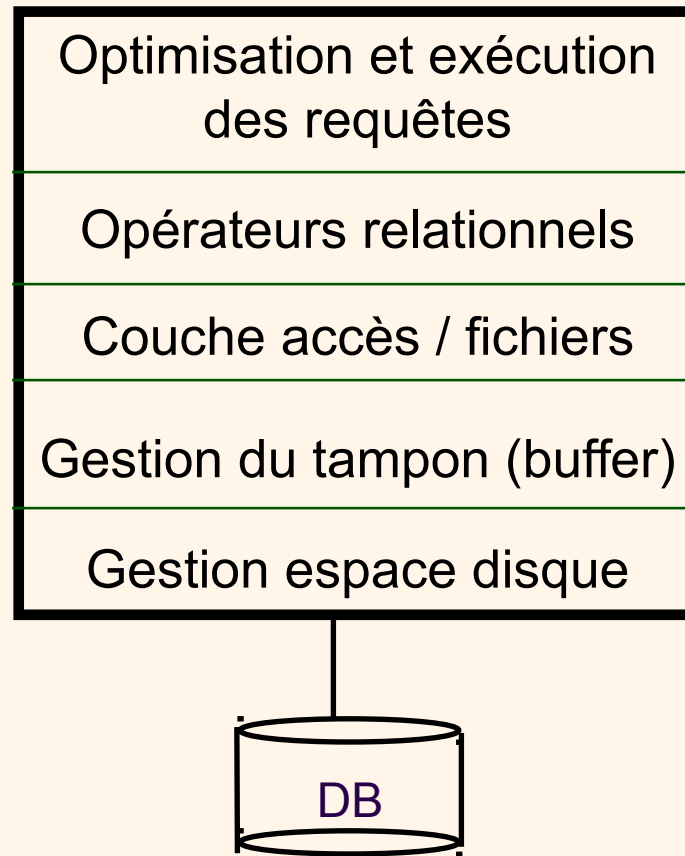 Optimisation et exécution
des requêtes
Opérateurs relationnels
Couche accès / fichiers
Gestion du tampon (buffer)
Gestion espace disque
DB